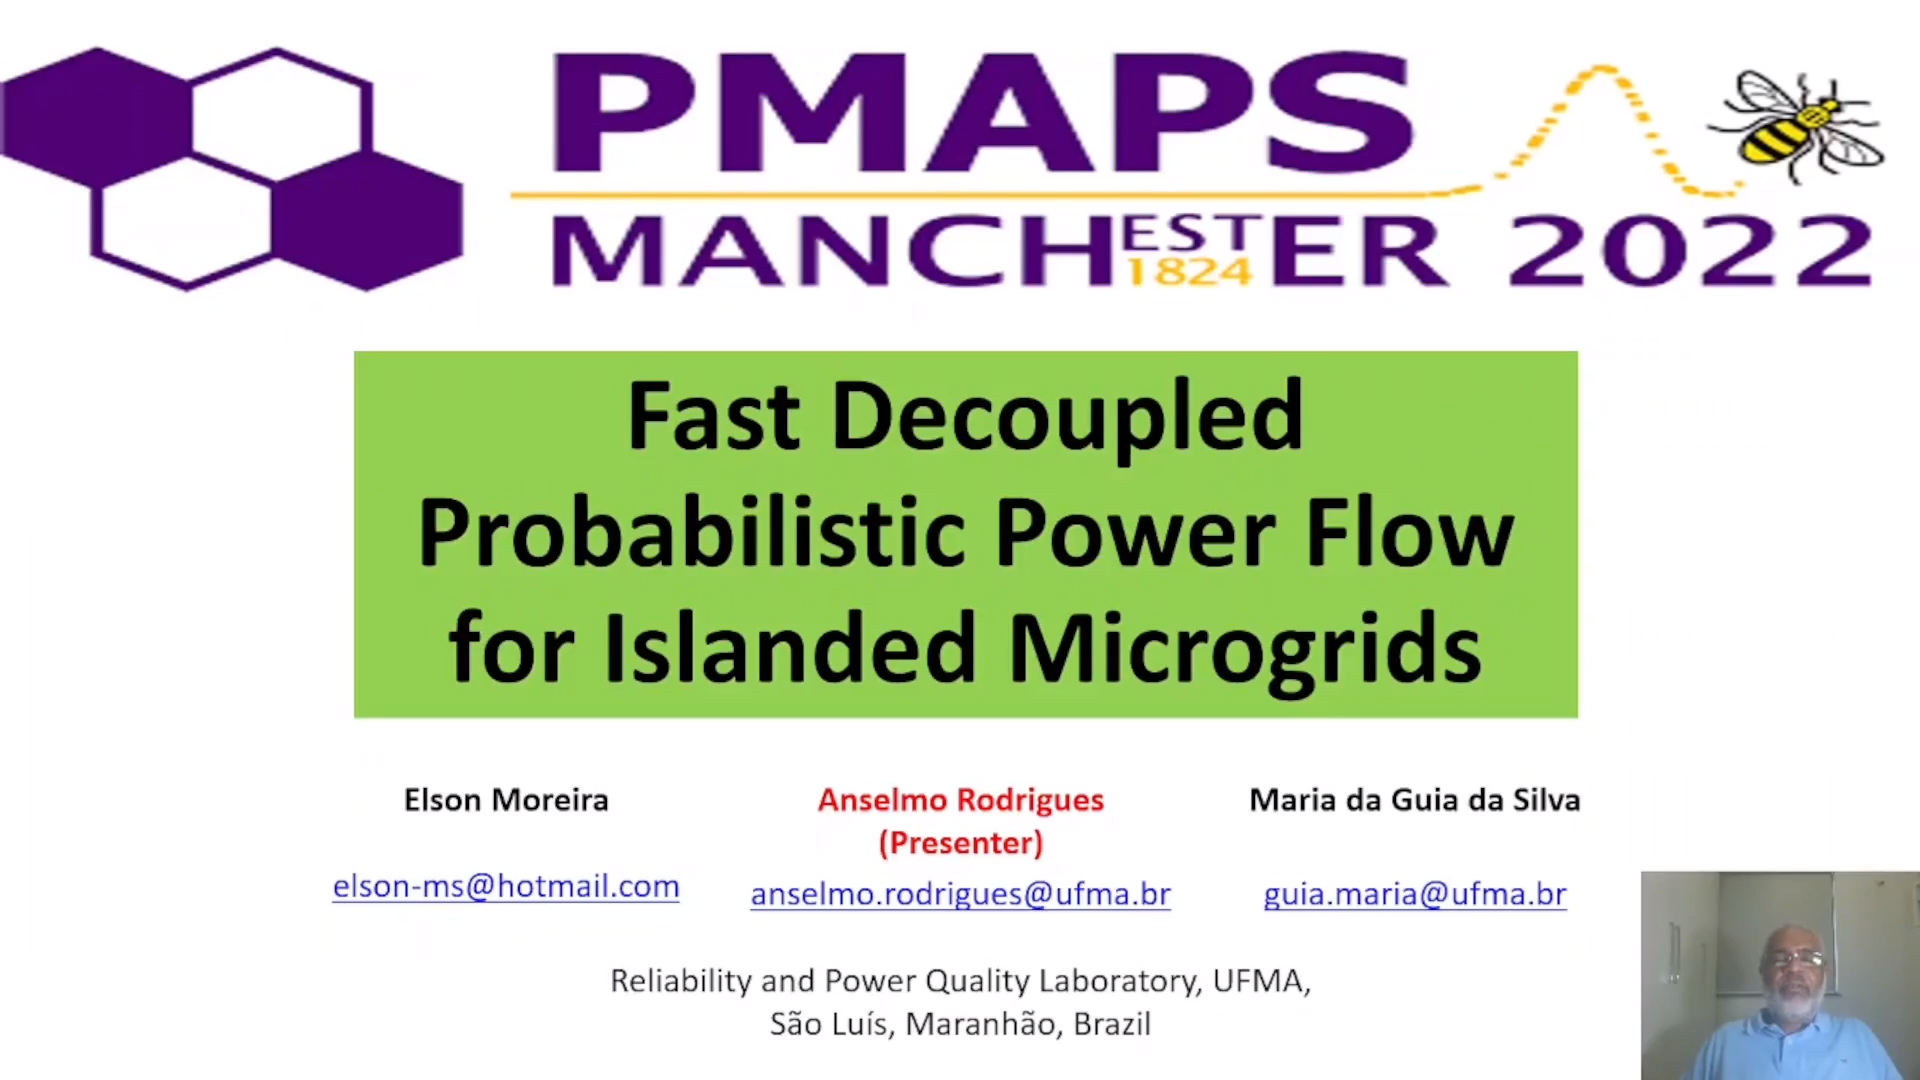 PMAPS
MANCHESTER 2022
EST
1824
Fast Decoupled
Probabilistic Power Flow
for Islanded Microgrids
Elson Moreira
Anselmo Rodrigues
(Presenter)
Maria da Guia da Silva
elson-ms@hotmail.com
anselmo.rodrigues@ufma.br
guia.maria@ufma.br
Reliability and Power Quality Laboratory, UFMA,
São Luís, Maranhão, Brazil